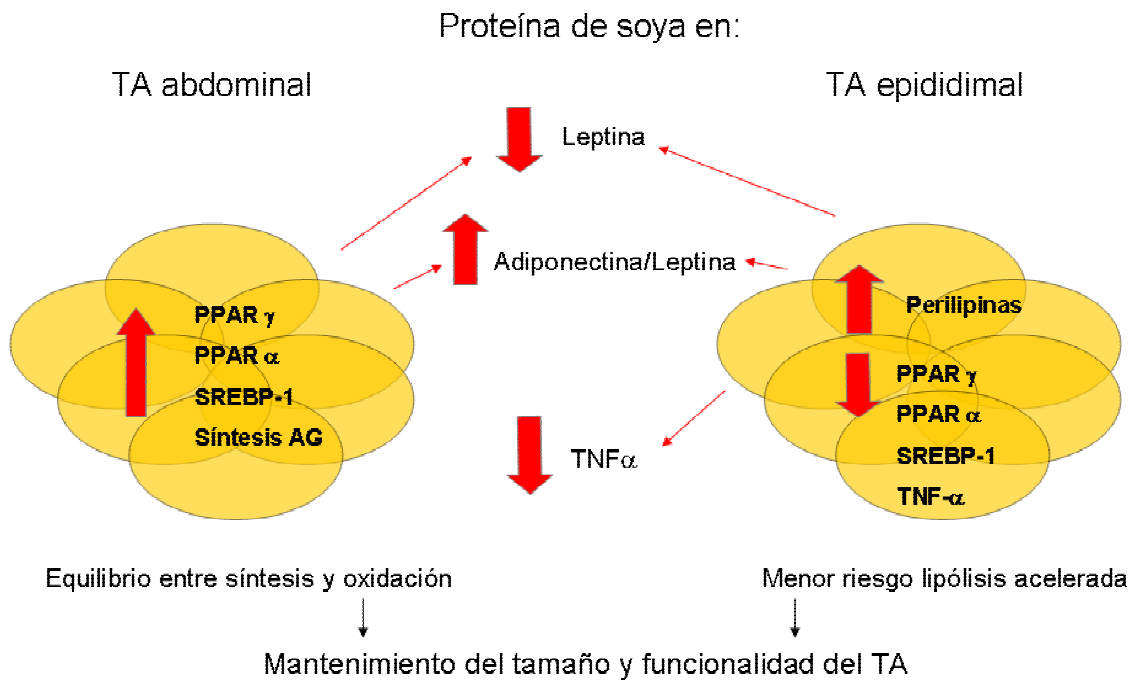 Proteína de soya en:
TA abdominal
TA epididimal
Leptina
Adiponectina/Leptina
PPAR γ
PPAR α
SREBP-1
Síntesis AG
Perilipinas
PPAR γ
PPAR α
SREBP-1
TNF-α
TNFα
Equilibrio entre síntesis y oxidación
Menor riesgo lipólisis acelerada
Mantenimiento del tamaño y funcionalidad del TA